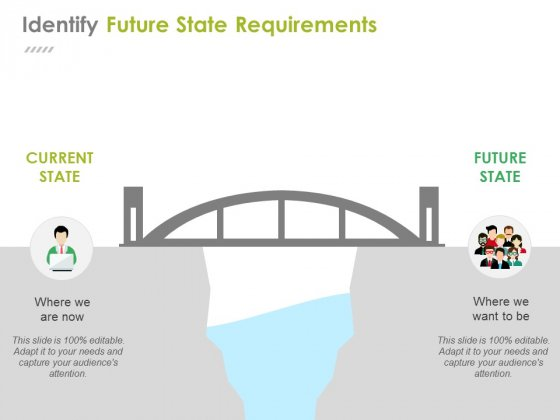 Identify Future State Requirements
CURRENT
STATE
Where we
are now
This slide is 100% editable.
Adapt it to your needs and
capture your audience's
attention.
FUTURE
STATE
Where we
want to be
This slide is 100% editable.
Adapt it to your needs and
capture your audience's
attention.